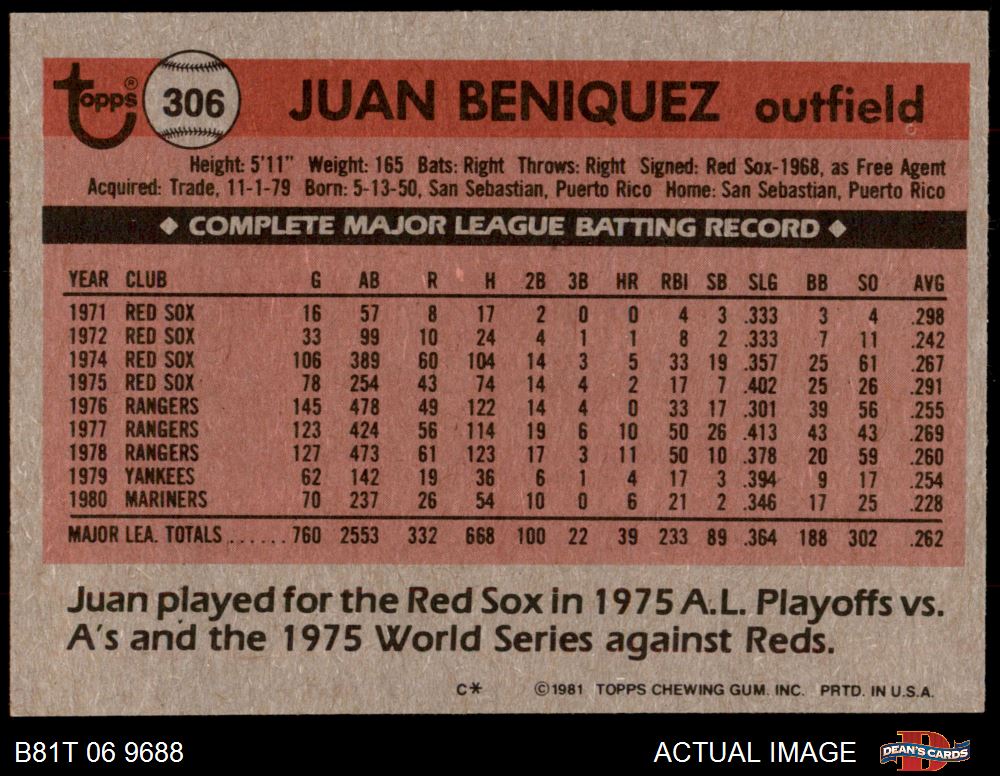 Topps® 306 JUAN BENIQUEZ outfield
Height: 5'11" Weight: 165 Bats: Right Throws: Right Signed: Red Sox-1968, as Free Agent
Acquired: Trade, 11-1-79 Born: 5-13-50, San Sebastian, Puerto Rico Home: San Sebastian, Puerto Rico
◆ COMPLETE MAJOR LEAGUE BATTING RECORD ◆
YEAR CLUB G AB R H 2B 3B HR RBI SB SLG BB SO AVG
1971 RED SOX 16 57 8 17 2 0 0 4 3 .333 3 4 .298
1972 RED SOX 33 99 10 24 4 1 1 8 2 .333 7 11 .242
1974 RED SOX 106 389 60 104 14 3 5 33 19 .357 25 61 .267
1975 RED SOX 78 254 43 74 14 4 2 17 7 .402 25 26 .291
1976 RANGERS 145 478 49 122 14 4 0 33 17 .301 39 56 .255
1977 RANGERS 123 424 56 114 19 6 10 50 26 .413 43 43 .269
1978 RANGERS 127 473 61 123 17 3 11 50 10 .378 20 59 .260
1979 YANKEES 62 142 19 36 6 1 4 17 3 .394 9 17 .254
1980 MARINERS 70 237 26 54 10 0 6 21 2 .346 17 25 .228
MAJOR LEA. TOTALS ...... 760 2553 332 668 100 22 39 233 89 .364 188 302 .262
Juan played for the Red Sox in 1975 A.L. Playoffs vs.
A's and the 1975 World Series against Reds.
C* ©1981 TOPPS CHEWING GUM. INC. PRTD. IN U.S.A.
B81T 06 9688 ACTUAL IMAGE D DEAN'S CARDS